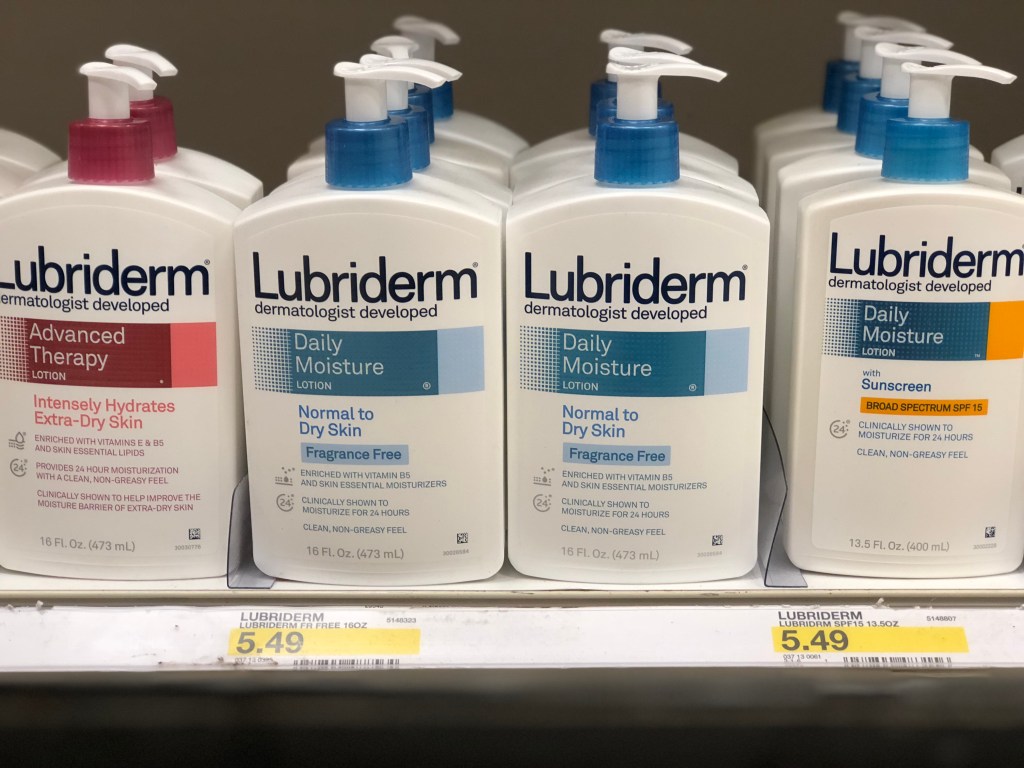 Lubriderm®
dermatologist developed
Advanced
Therapy
LOTION
Intensely Hydrates
Extra-Dry Skin
ENRICHED WITH VITAMINS E & B5
AND SKIN ESSENTIAL LIPIDS
24
PROVIDES 24 HOUR MOISTURIZATION
WITH A CLEAN, NON-GREASY FEEL
CLINICALLY SHOWN TO HELP IMPROVE THE
MOISTURE BARRIER OF EXTRA-DRY SKIN
16 Fl. Oz. (473 mL)
Lubriderm®
dermatologist developed
Daily
Moisture
LOTION ®
Normal to
Dry Skin
Fragrance Free
ENRICHED WITH VITAMIN B5
AND SKIN ESSENTIAL MOISTURIZERS
24
CLINICALLY SHOWN TO
MOISTURIZE FOR 24 HOURS
CLEAN, NON-GREASY FEEL
16 Fl. Oz. (473 mL)
Lubriderm®
dermatologist developed
Daily
Moisture
LOTION ®
Normal to
Dry Skin
Fragrance Free
ENRICHED WITH VITAMIN B5
AND SKIN ESSENTIAL MOISTURIZERS
24
CLINICALLY SHOWN TO
MOISTURIZE FOR 24 HOURS
CLEAN, NON-GREASY FEEL
16 Fl. Oz. (473 mL)
Lubriderm
dermatologist developed
Daily
Moisture
LOTION ™
with
Sunscreen
BROAD SPECTRUM SPF 15
24
CLINICALLY SHOWN TO
MOISTURIZE FOR 24 HOURS
CLEAN, NON-GREASY FEEL
13.5 Fl. Oz. (400 mL)
LUBRIDERM 5148323
LUBRIDERM FR FREE 16OZ
5.49
LUBRIDERM 5148607
LUBRIDRM SPF15 13.5OZ
5.49